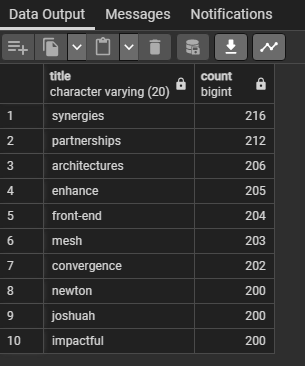 Data Output Messages Notifications
title count
character varying (20) bigint
1 synergies 216
2 partnerships 212
3 architectures 206
4 enhance 205
5 front-end 204
6 mesh 203
7 convergence 202
8 newton 200
9 joshuah 200
10 impactful 200